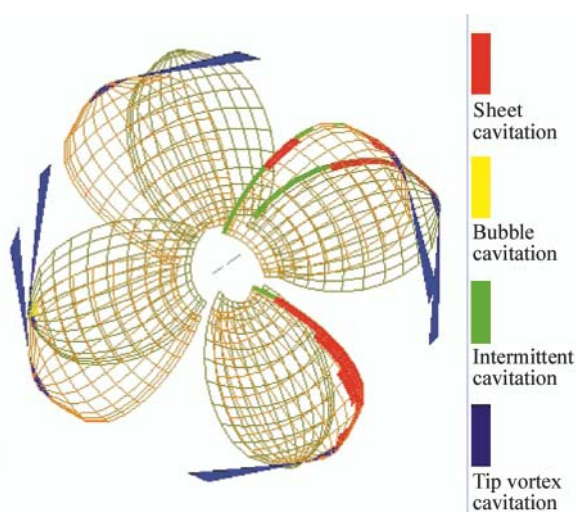 Sheet
cavitation
Bubble
cavitation
Intermittent
cavitation
Tip vortex
cavitation